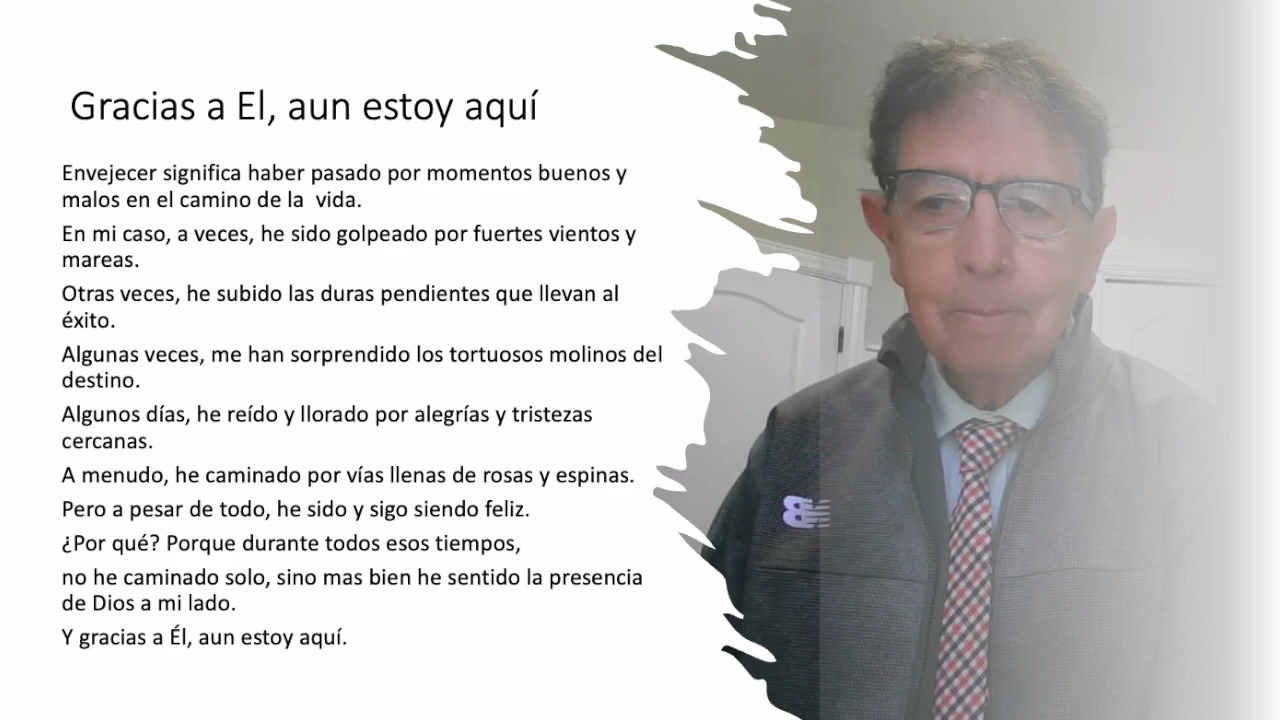 Gracias a El, aun estoy aquí
Envejecer significa haber pasado por momentos buenos y
malos en el camino de la  vida.
En mi caso, a veces, he sido golpeado por fuertes vientos y
mareas.
Otras veces, he subido las duras pendientes que llevan al
éxito.
Algunas veces, me han sorprendido los tortuosos molinos del
destino.
Algunos días, he reído y llorado por alegrías y tristezas
cercanas.
A menudo, he caminado por vías llenas de rosas y espinas.
Pero a pesar de todo, he sido y sigo siendo feliz.
¿Por qué? Porque durante todos esos tiempos,
no he caminado solo, sino mas bien he sentido la presencia
de Dios a mi lado.
Y gracias a Él, aun estoy aquí.